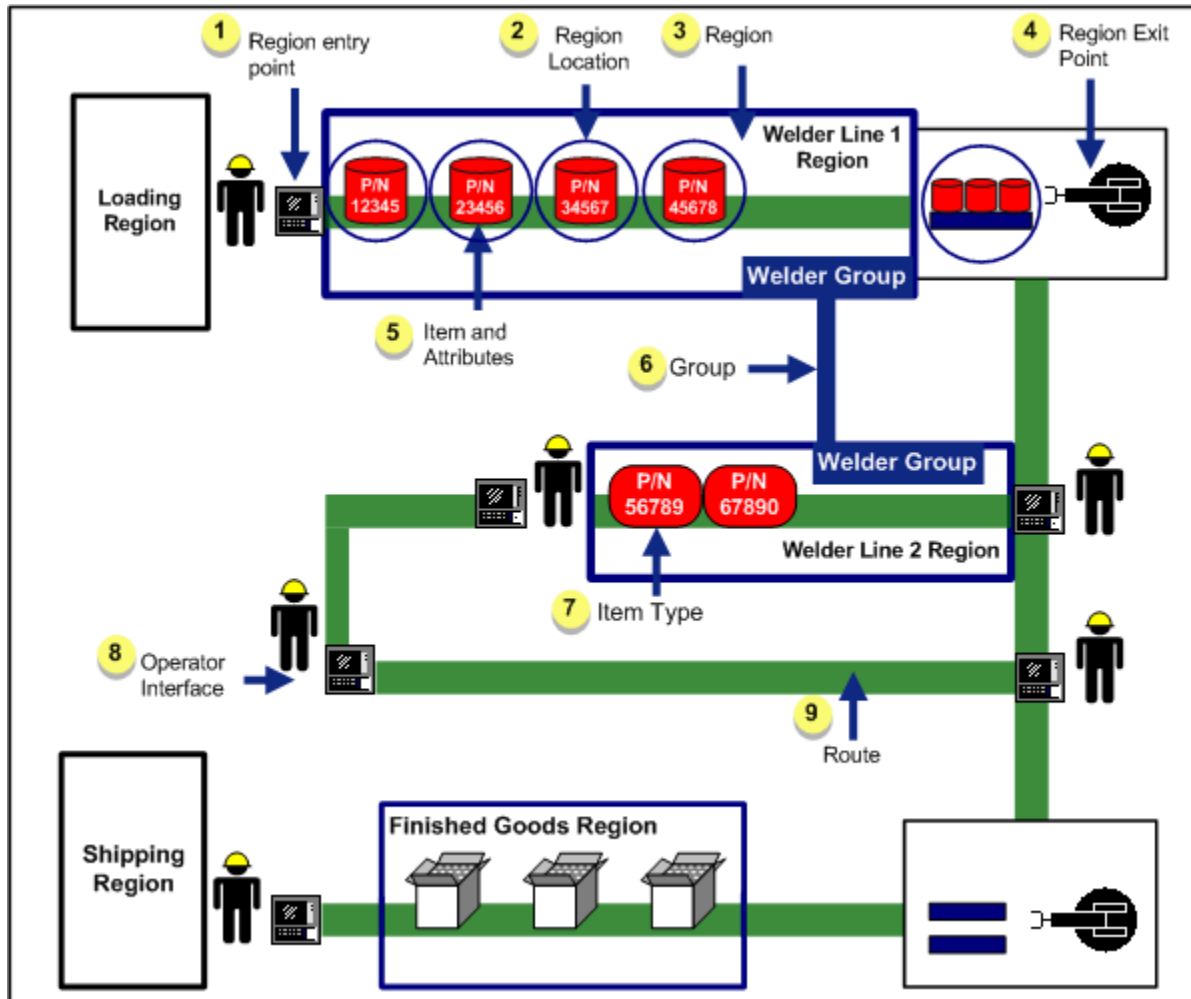 1
Region entry
point
2
Region
Location
3
Region
4
Region Exit
Point
Loading
Region
P/N
12345
P/N
23456
P/N
34567
P/N
45678
Welder Line 1
Region
Welder Group
5
Item and
Attributes
6
Group
Welder Group
P/N
56789
P/N
67890
Welder Line 2 Region
7
Item Type
8
Operator
Interface
9
Route
Shipping
Region
Finished Goods Region